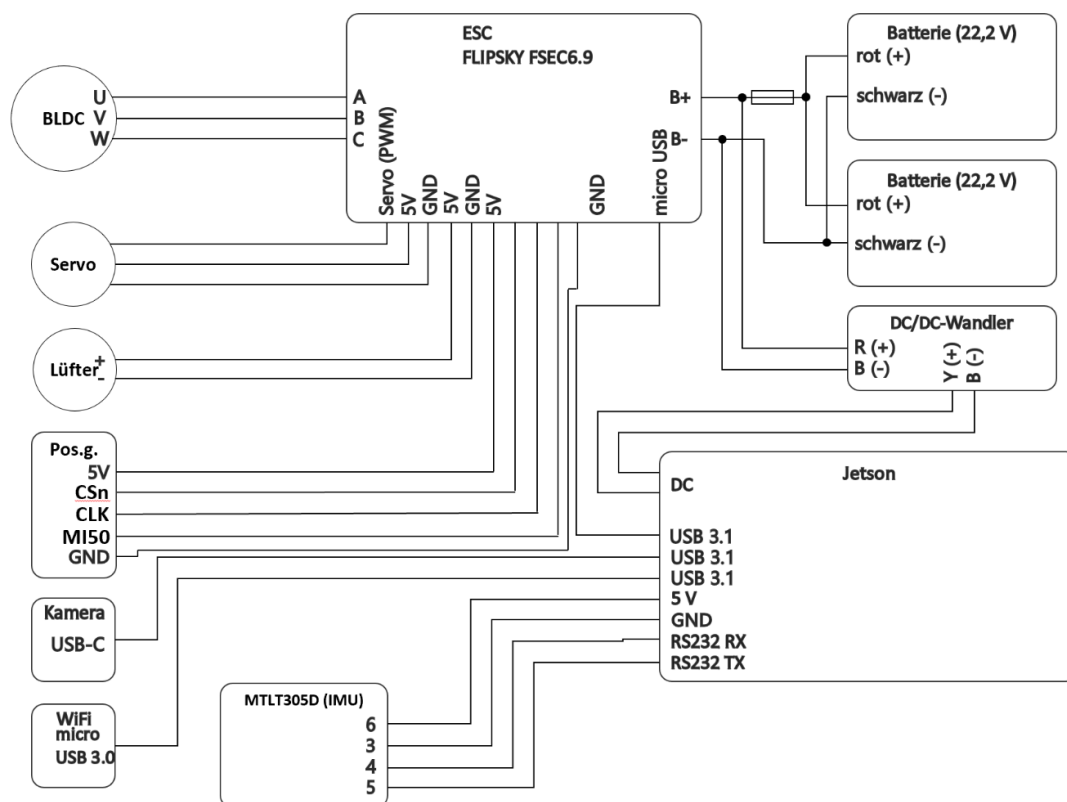 ESC
FLIPSKY FSEC6.9
A
B
C
B+
B-
Servo (PWM)
5V
GND
5V
GND
5V
GND
micro USB
Batterie (22,2 V)
rot (+)
schwarz (-)
Batterie (22,2 V)
rot (+)
schwarz (-)
BLDC
U
V
W
Servo
Lüfter
+
-
DC/DC-Wandler
R (+)
B (-)
Y (+)
B (-)
Pos.g.
5V
CSn
CLK
MI50
GND
Jetson
DC
USB 3.1
USB 3.1
USB 3.1
5 V
GND
RS232 RX
RS232 TX
Kamera
USB-C
WiFi
micro
USB 3.0
MTLT305D (IMU)
6
3
4
5